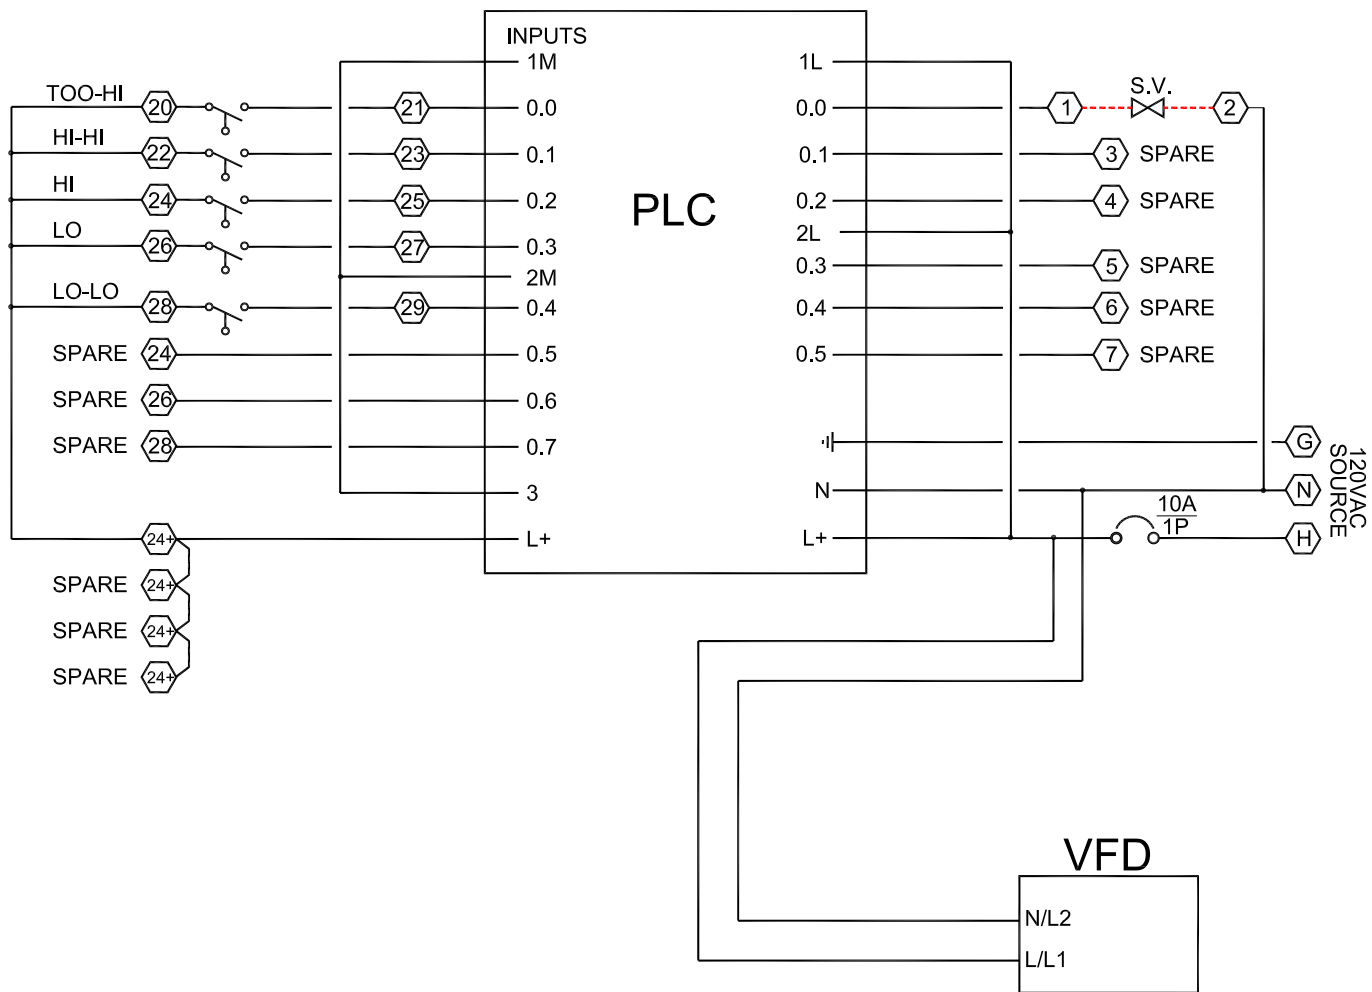 INPUTS
1M
1L
TOO-HI 20 21 0.0
0.0 1 S.V. 2
HI-HI 22 23 0.1
0.1 3 SPARE
HI 24 25 0.2
0.2 4 SPARE
PLC
LO 26 27 0.3
2L
2M
0.3 5 SPARE
LO-LO 28 29 0.4
0.4 6 SPARE
SPARE 24 0.5
0.5 7 SPARE
SPARE 26 0.6
SPARE 28 0.7
G
3
N N
120VAC
SOURCE
10A
1P
24+ L+
L+ H
SPARE 24+
SPARE 24+
SPARE 24+
VFD
N/L2
L/L1